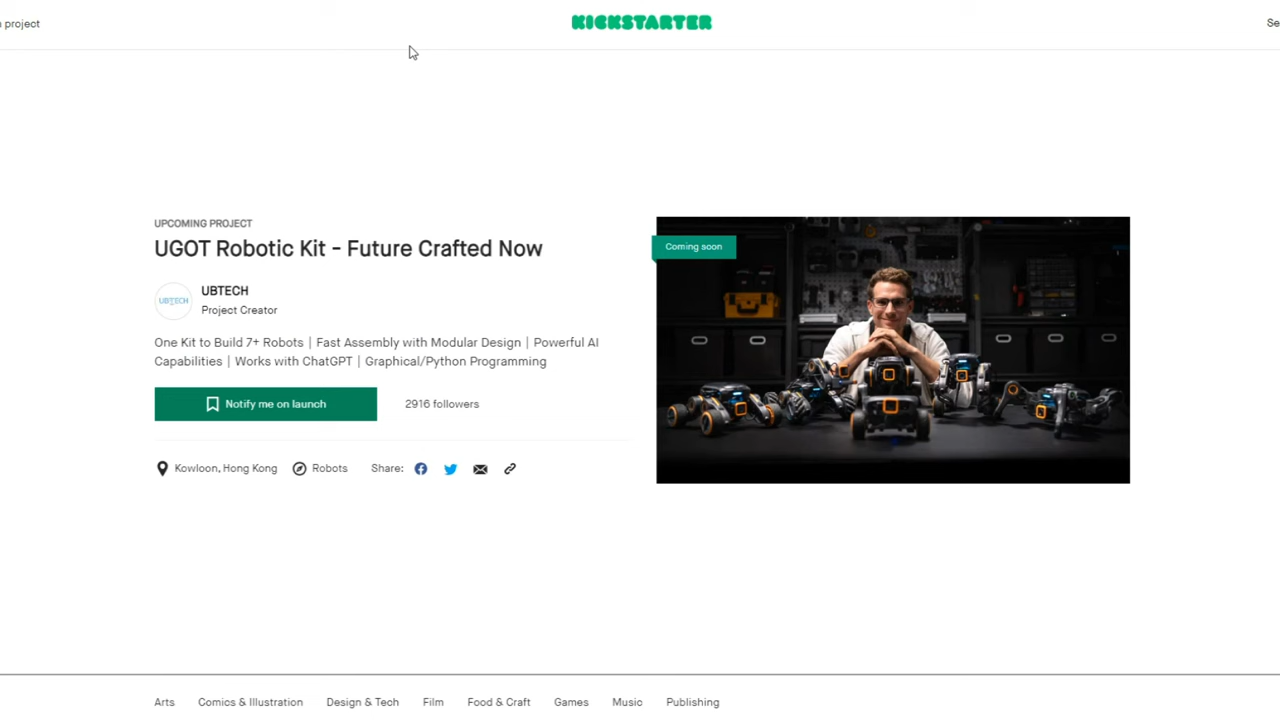 n project
KICKSTARTER
Se
UPCOMING PROJECT
UGOT Robotic Kit - Future Crafted Now
UBTECH
UBTECH
Project Creator
One Kit to Build 7+ Robots | Fast Assembly with Modular Design | Powerful AI
Capabilities | Works with ChatGPT | Graphical/Python Programming
Notify me on launch
2916 followers
Kowloon, Hong Kong
Robots
Share:
Coming soon
Arts
Comics & Illustration
Design & Tech
Film
Food & Craft
Games
Music
Publishing